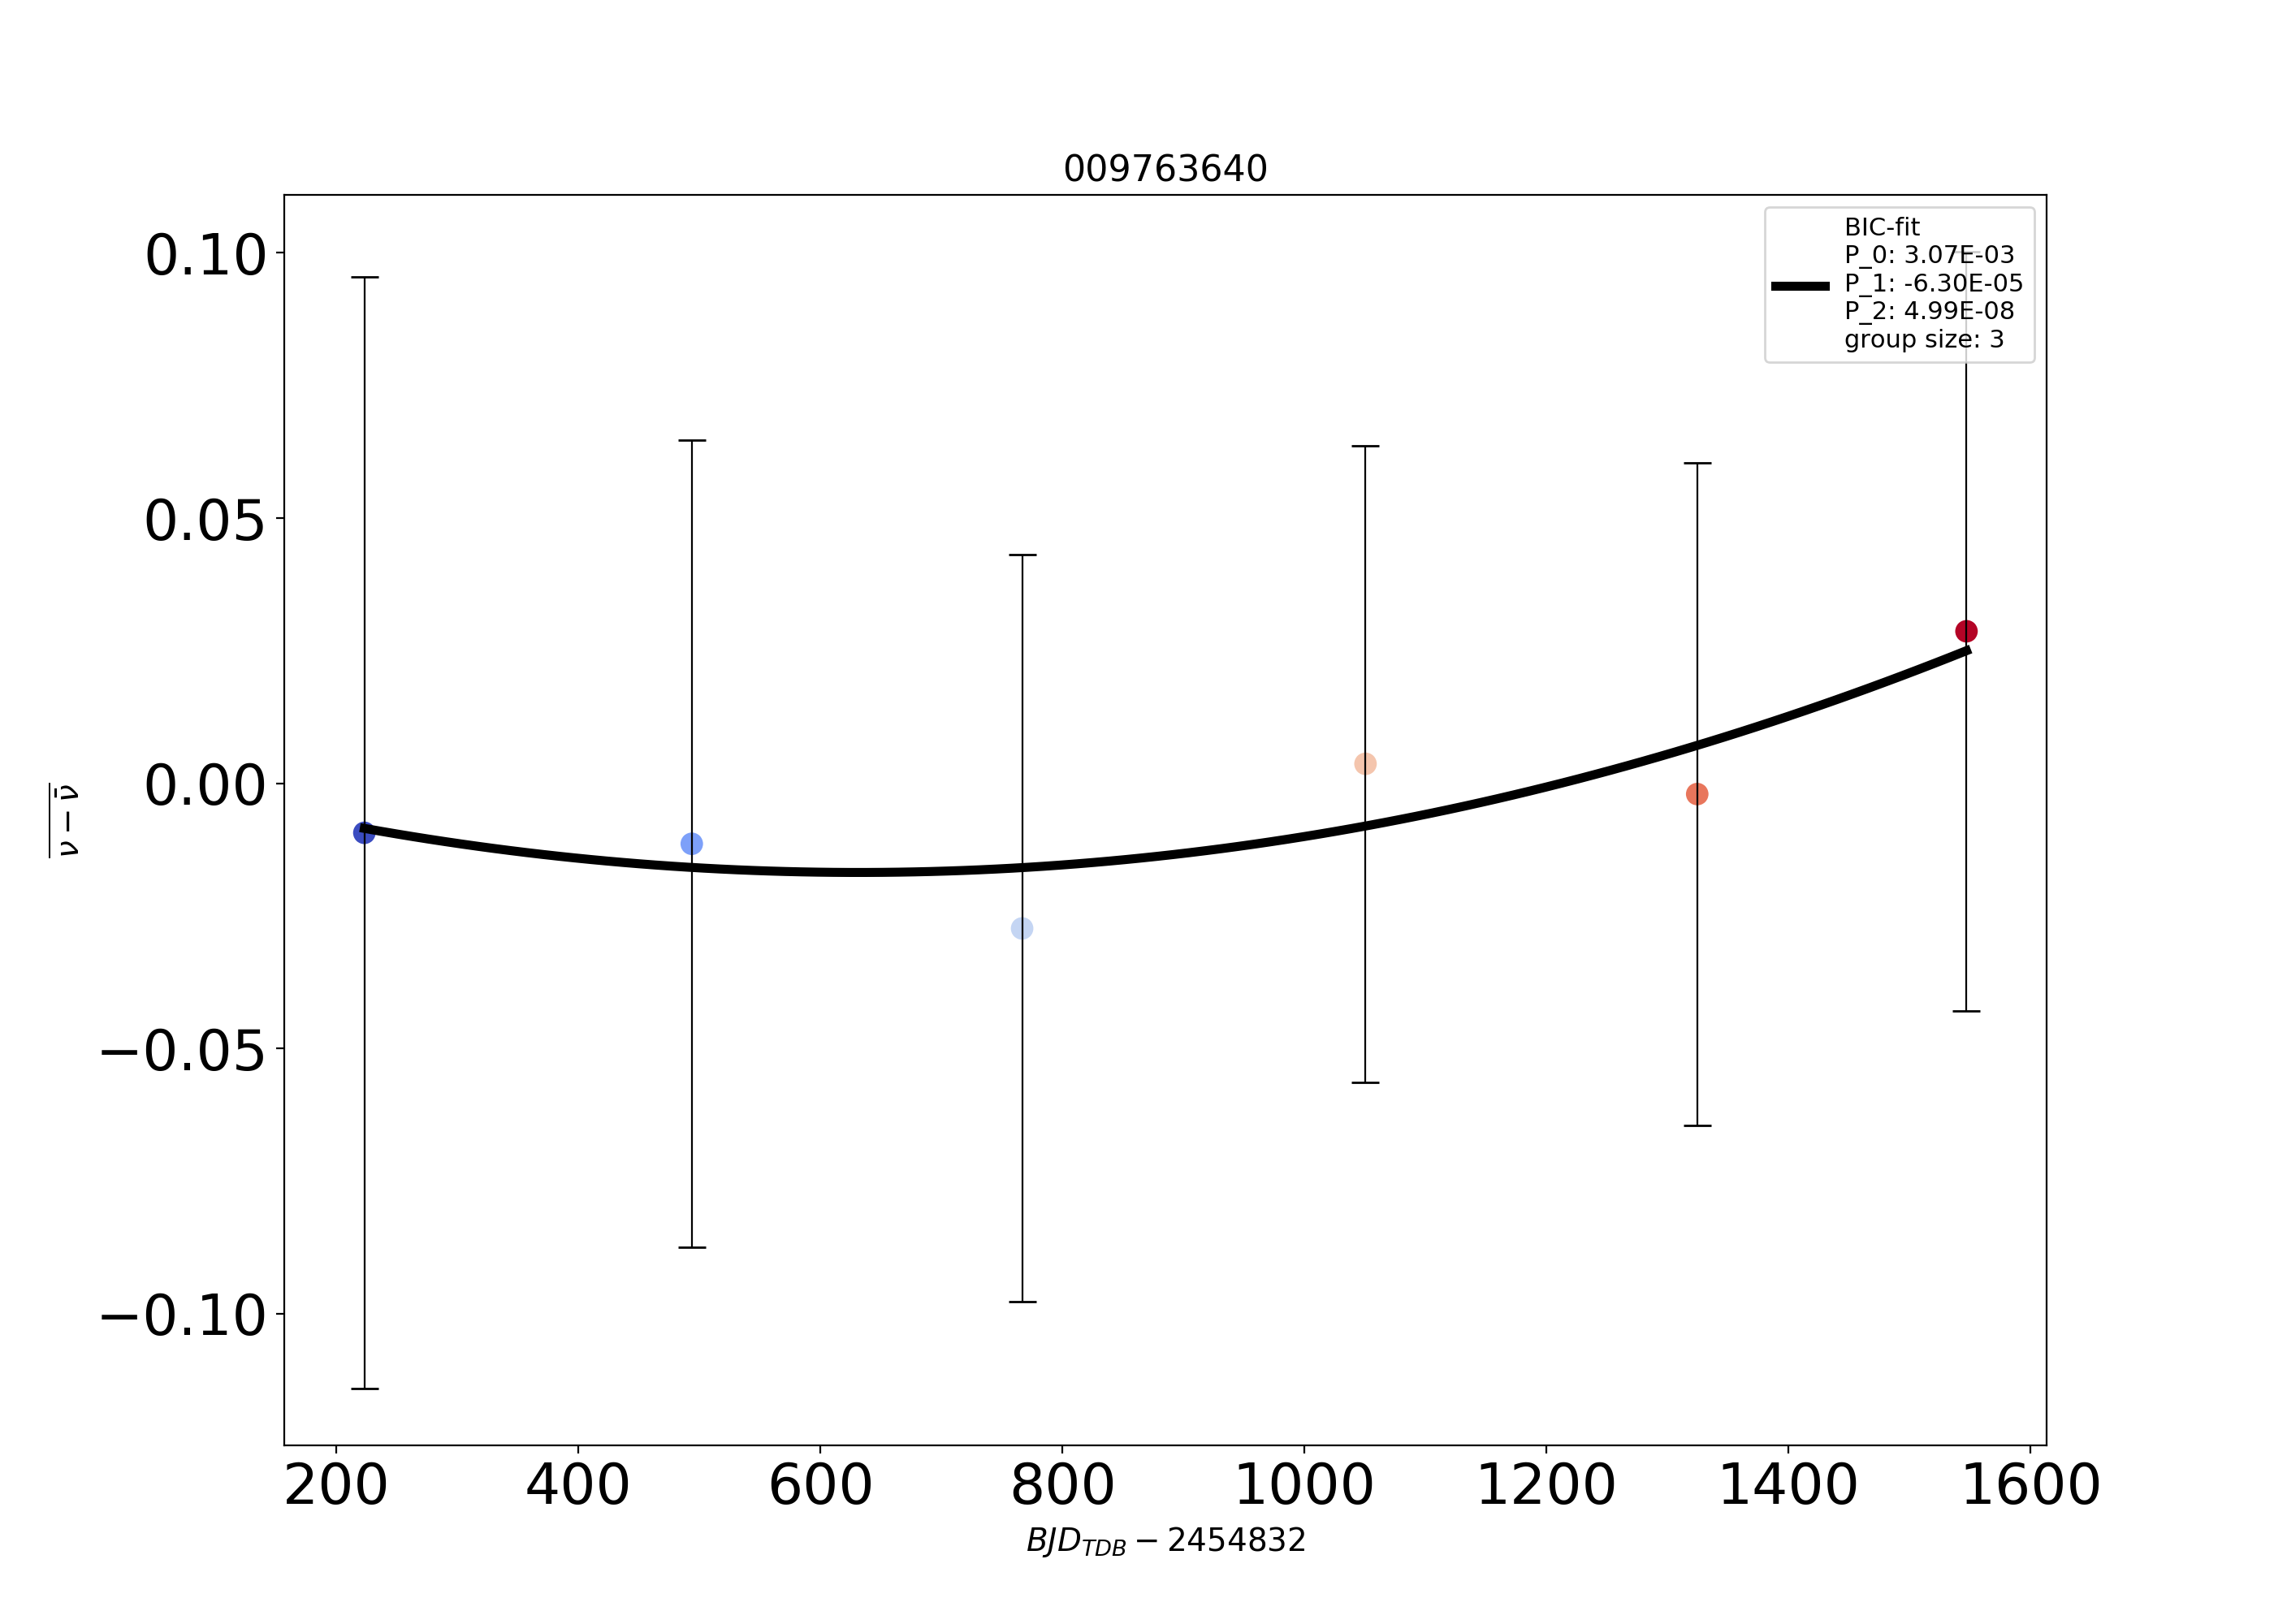 009763640
BIC-fit
P_0: 3.07E-03
P_1: -6.30E-05
P_2: 4.99E-08
group size: 3
0.10
0.05
0.00
−0.05
−0.10
ν − ν̄
200 400 600 800 1000 1200 1400 1600
BJD_TDB − 2454832